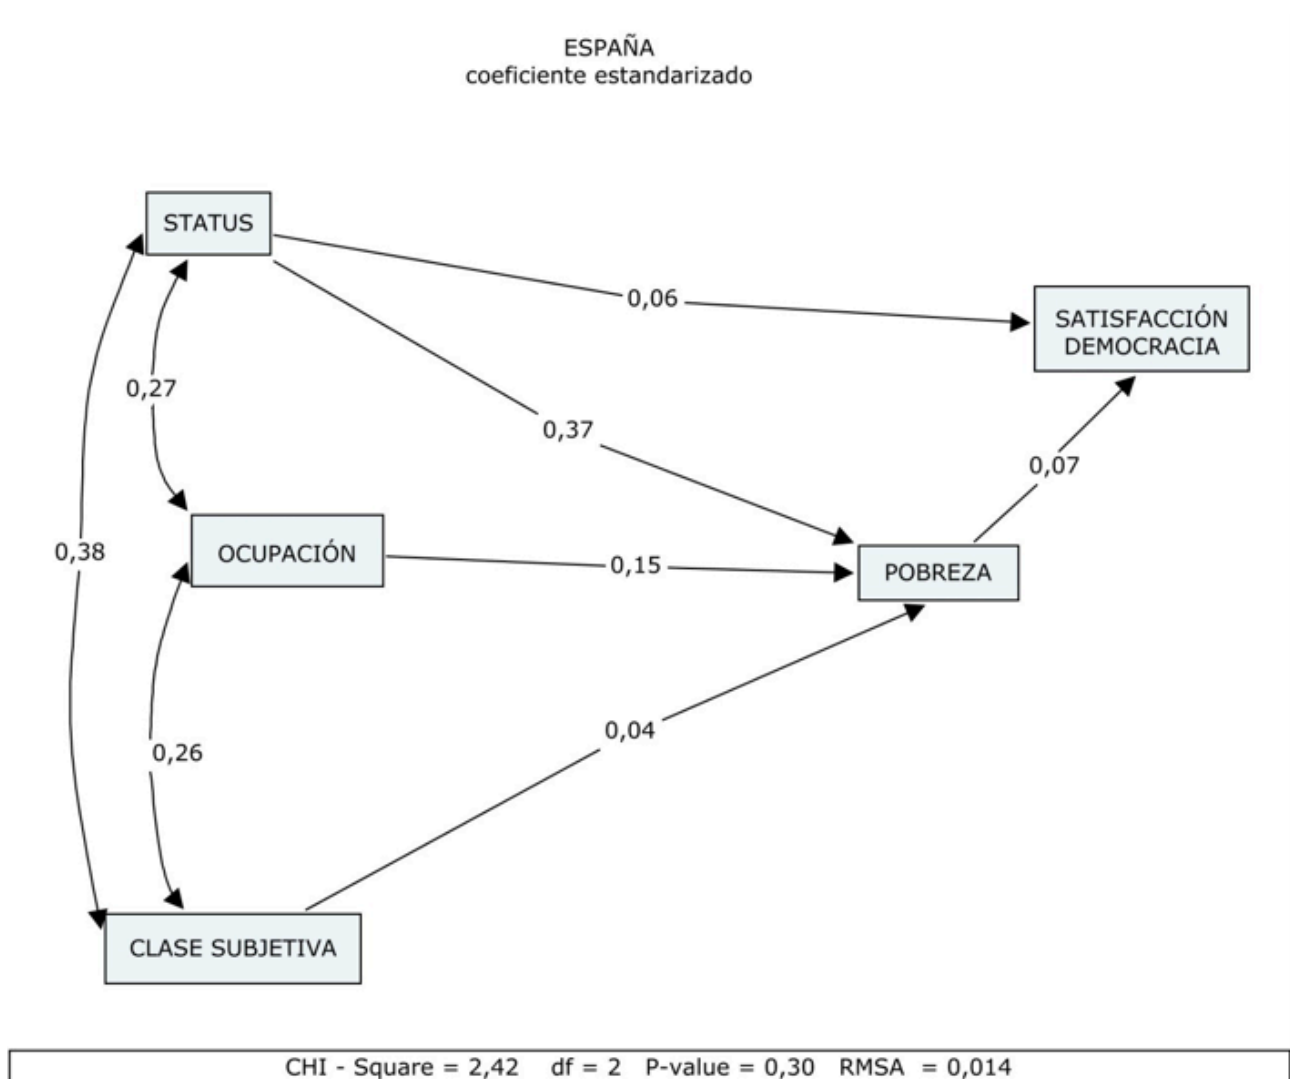 ESPAÑA
coeficiente estandarizado
STATUS
0,06
SATISFACCIÓN
DEMOCRACIA
0,27
0,37
0,07
0,38
OCUPACIÓN
0,15
POBREZA
0,04
0,26
CLASE SUBJETIVA
CHI - Square = 2,42 df = 2 P-value = 0,30 RMSA = 0,014